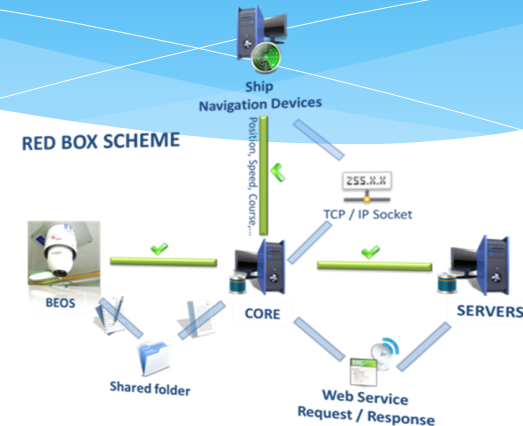 Ship
Navigation Devices
RED BOX SCHEME
Position, Speed, Course,...
255.X.X
TCP / IP Socket
BEOS
CORE
SERVERS
Shared folder
Web Service
Request / Response